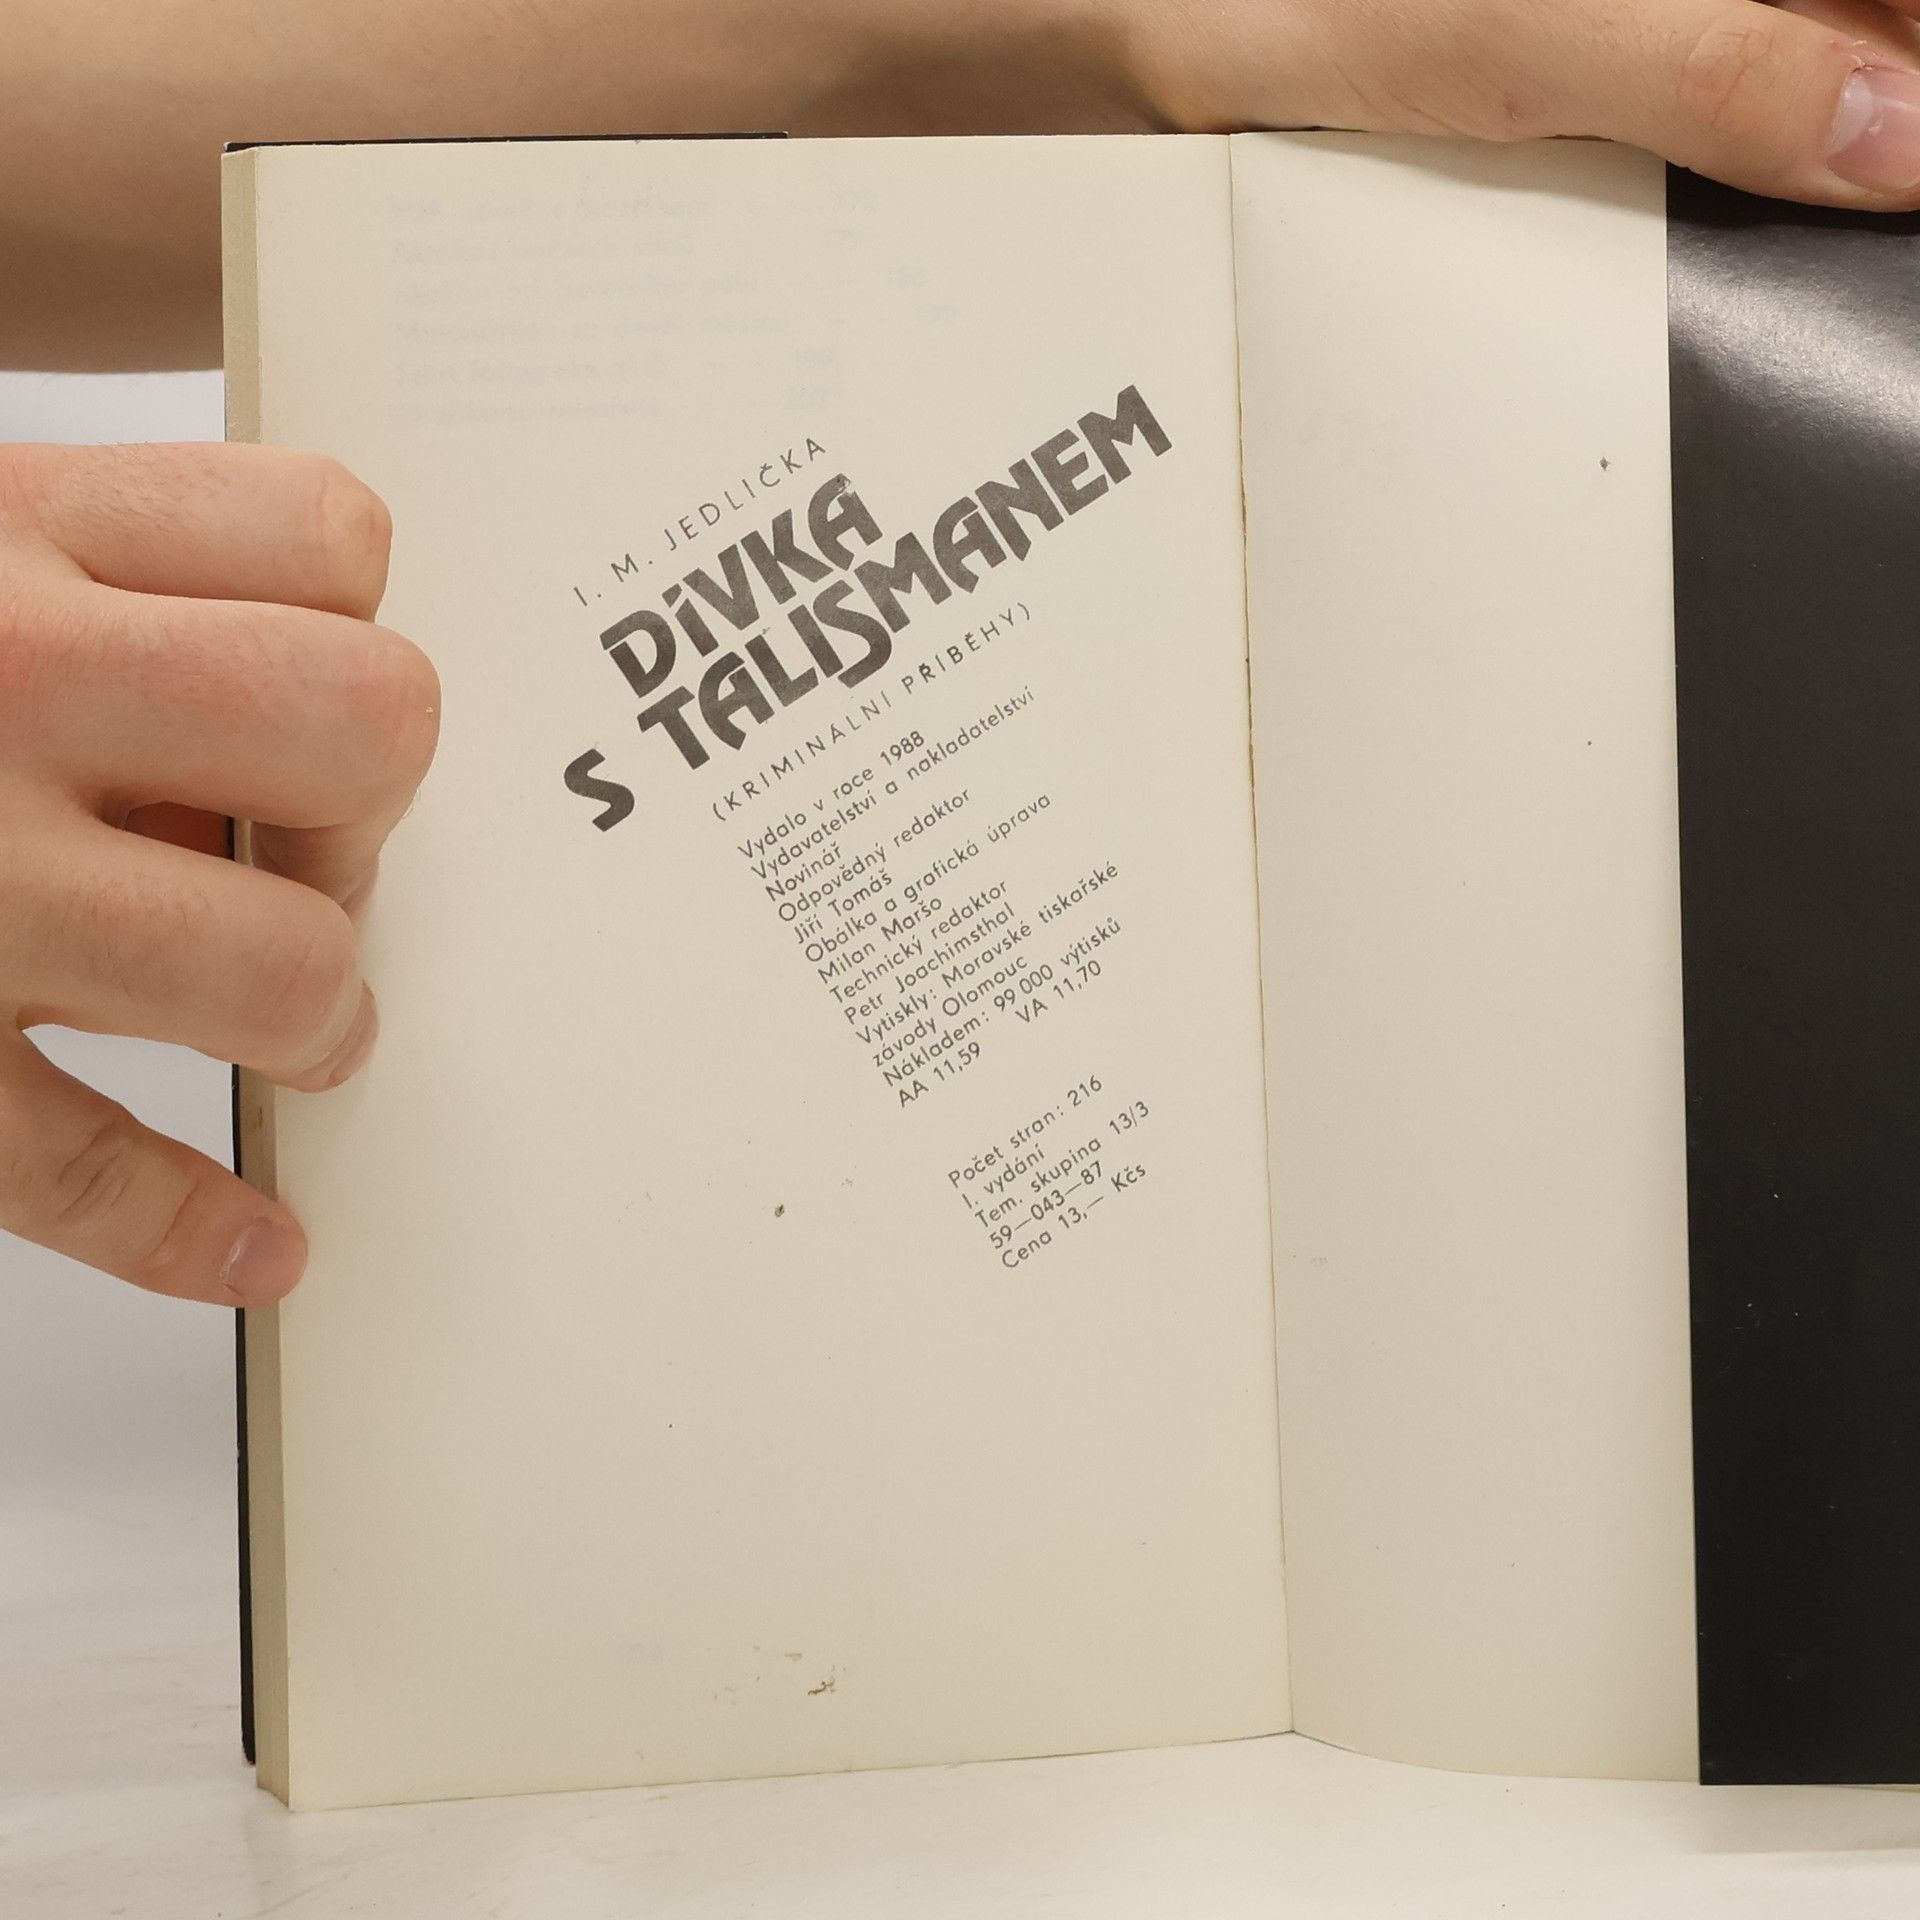 I. M. JEDLIČKA
DÍVKA
S TALISMANEM
(KRIMINÁLNÍ PŘÍBĚHY)
Vydalo v roce 1988
Vydavatelství a nakladatelství
Novinář
Odpovědný redaktor
Jiří Tomáš
Obálka a grafická úprava
Milan Maršo
Technický redaktor
Petr Joachimsthal
Vytiskly: Moravské tiskařské
závody Olomouc
Nákladem: 99 000 výtisků
AA 11,59 VA 11,70
Počet stran: 216
I. vydání
Tem. skupina 13/3
59—043—87
Cena 13,— Kčs